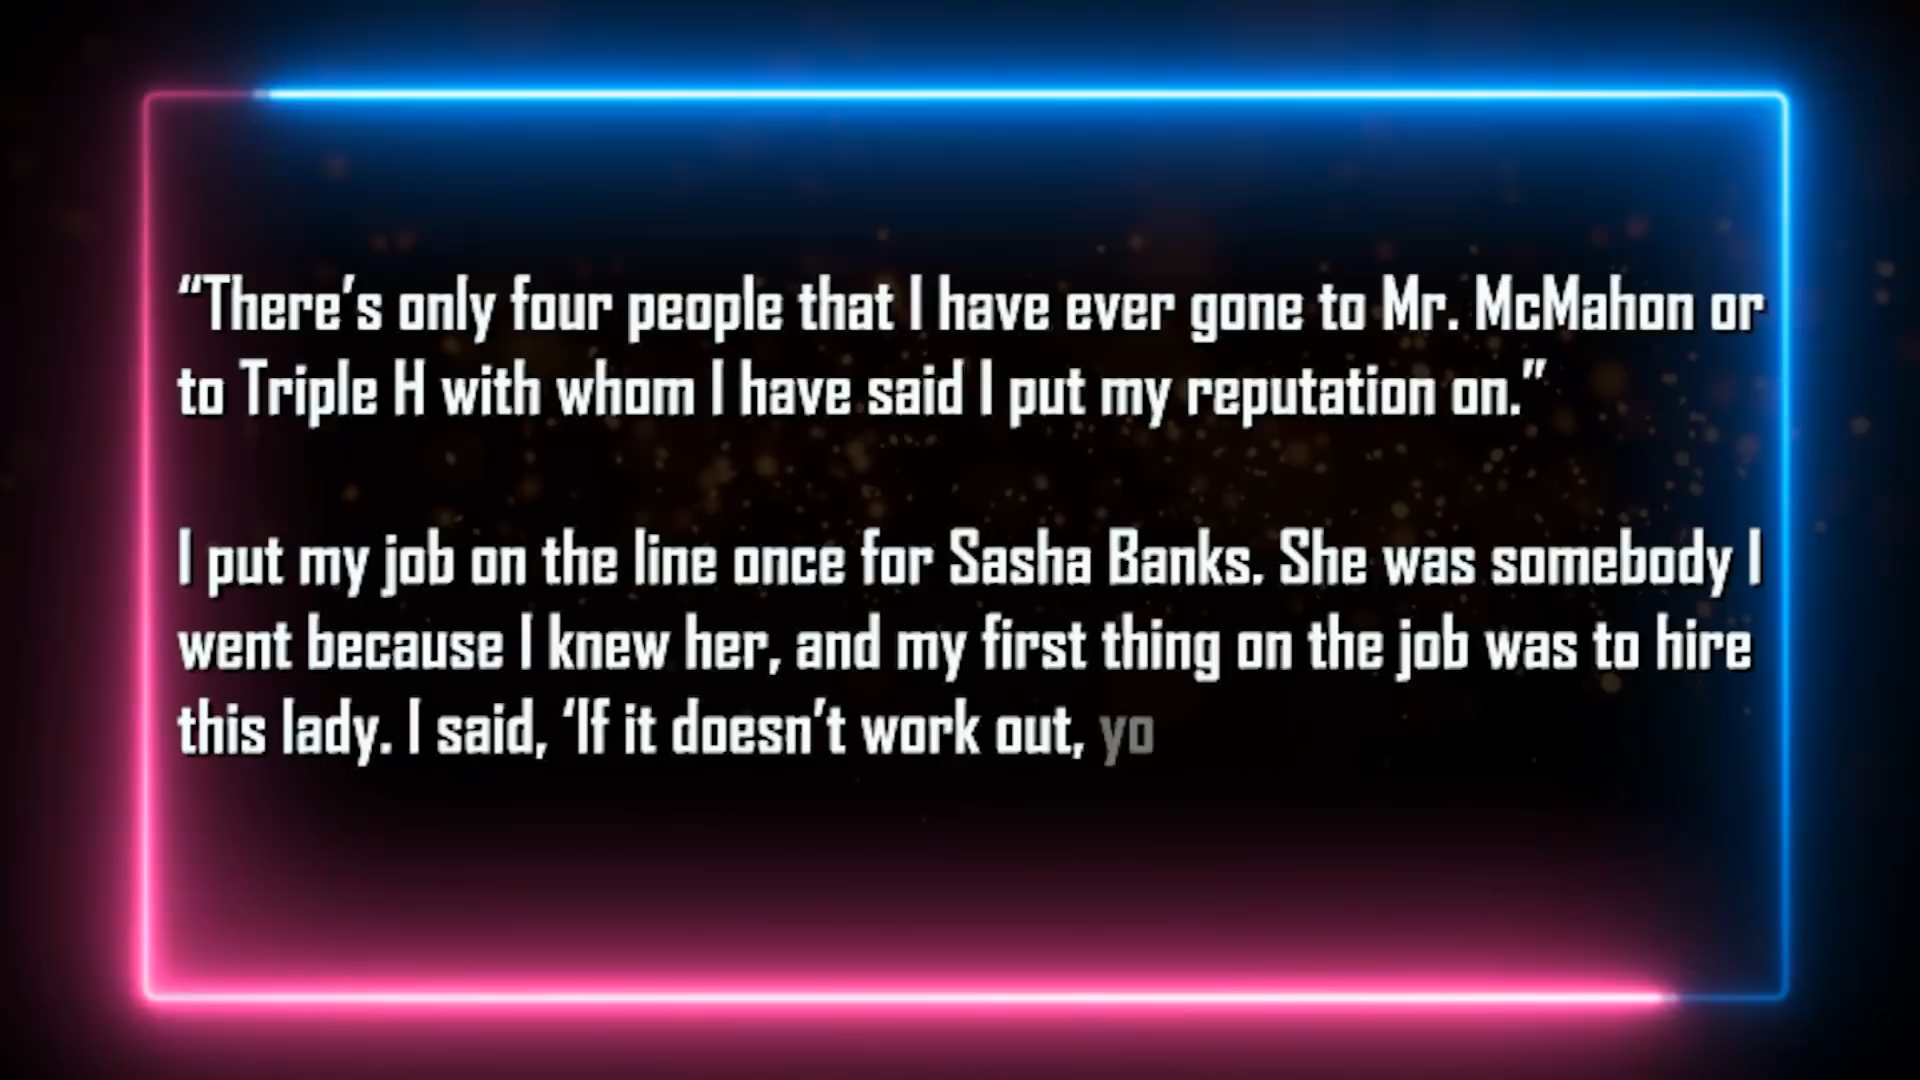 “There’s only four people that I have ever gone to Mr. McMahon or
to Triple H with whom I have said I put my reputation on.”
I put my job on the line once for Sasha Banks. She was somebody I
went because I knew her, and my first thing on the job was to hire
this lady. I said, ‘If it doesn’t work out, yo